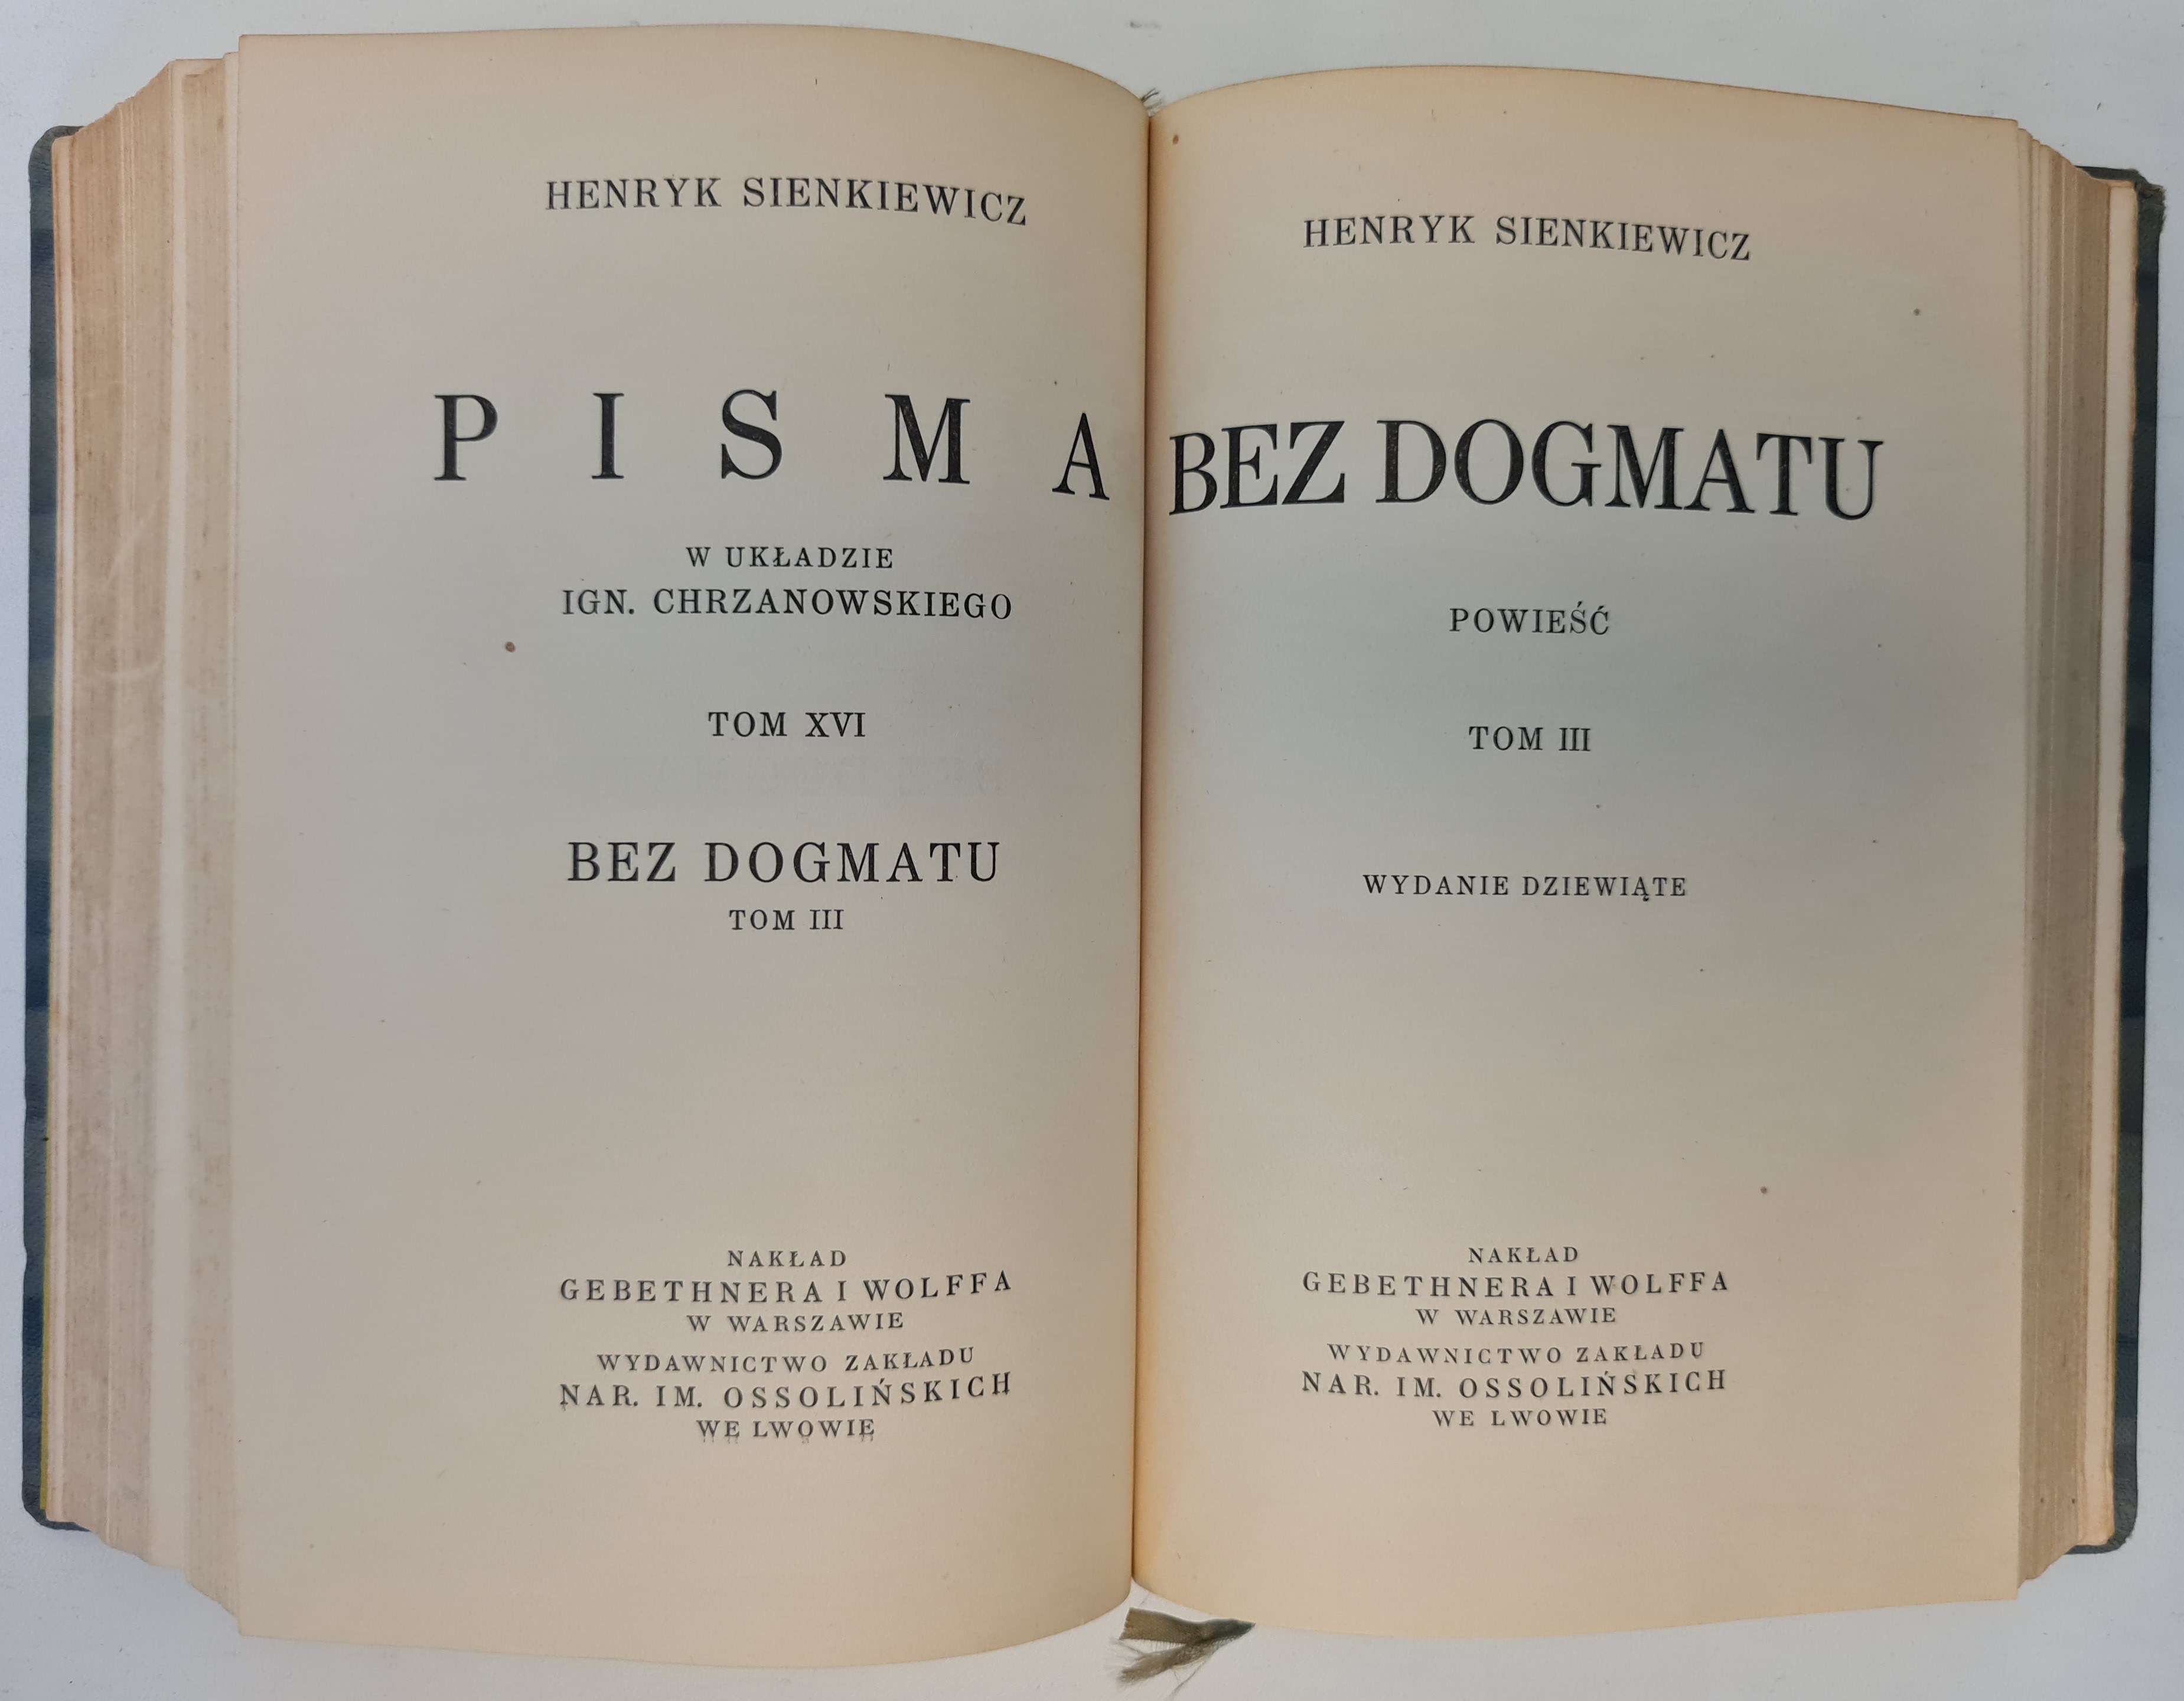 HENRYK SIENKIEWICZ
PISMA
W UKŁADZIE
IGN. CHRZANOWSKIEGO
TOM XVI
BEZ DOGMATU
TOM III
NAKŁAD
GEBETHNERA I WOLFFA
W WARSZAWIE
WYDAWNICTWO ZAKŁADU
NAR. IM. OSSOLIŃSKICH
WE LWOWIE
HENRYK SIENKIEWICZ
BEZ DOGMATU
POWIEŚĆ
TOM III
WYDANIE DZIEWIĄTE
NAKŁAD
GEBETHNERA I WOLFFA
W WARSZAWIE
WYDAWNICTWO ZAKŁADU
NAR. IM. OSSOLIŃSKICH
WE LWOWIE